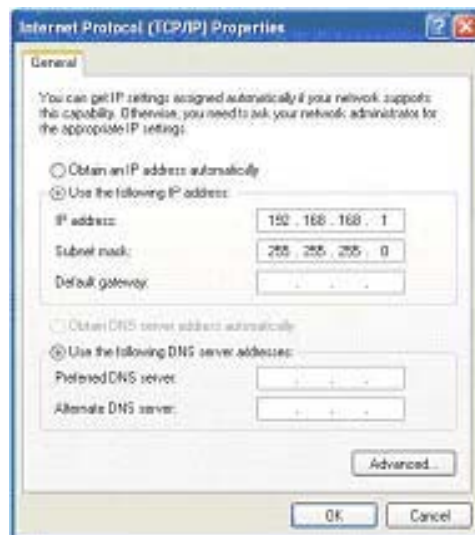 Internet Protocol (TCP/IP) Properties
General
You can get IP settings assigned automatically if your network supports
this capability. Otherwise, you need to ask your network administrator for
the appropriate IP settings.
Obtain an IP address automatically
Use the following IP address:
IP address: 192 . 168 . 168 . 1
Subnet mask: 255 . 255 . 255 . 0
Default gateway: . . .
Obtain DNS server address automatically
Use the following DNS server addresses:
Preferred DNS server: . . .
Alternate DNS server: . . .
Advanced...
OK Cancel